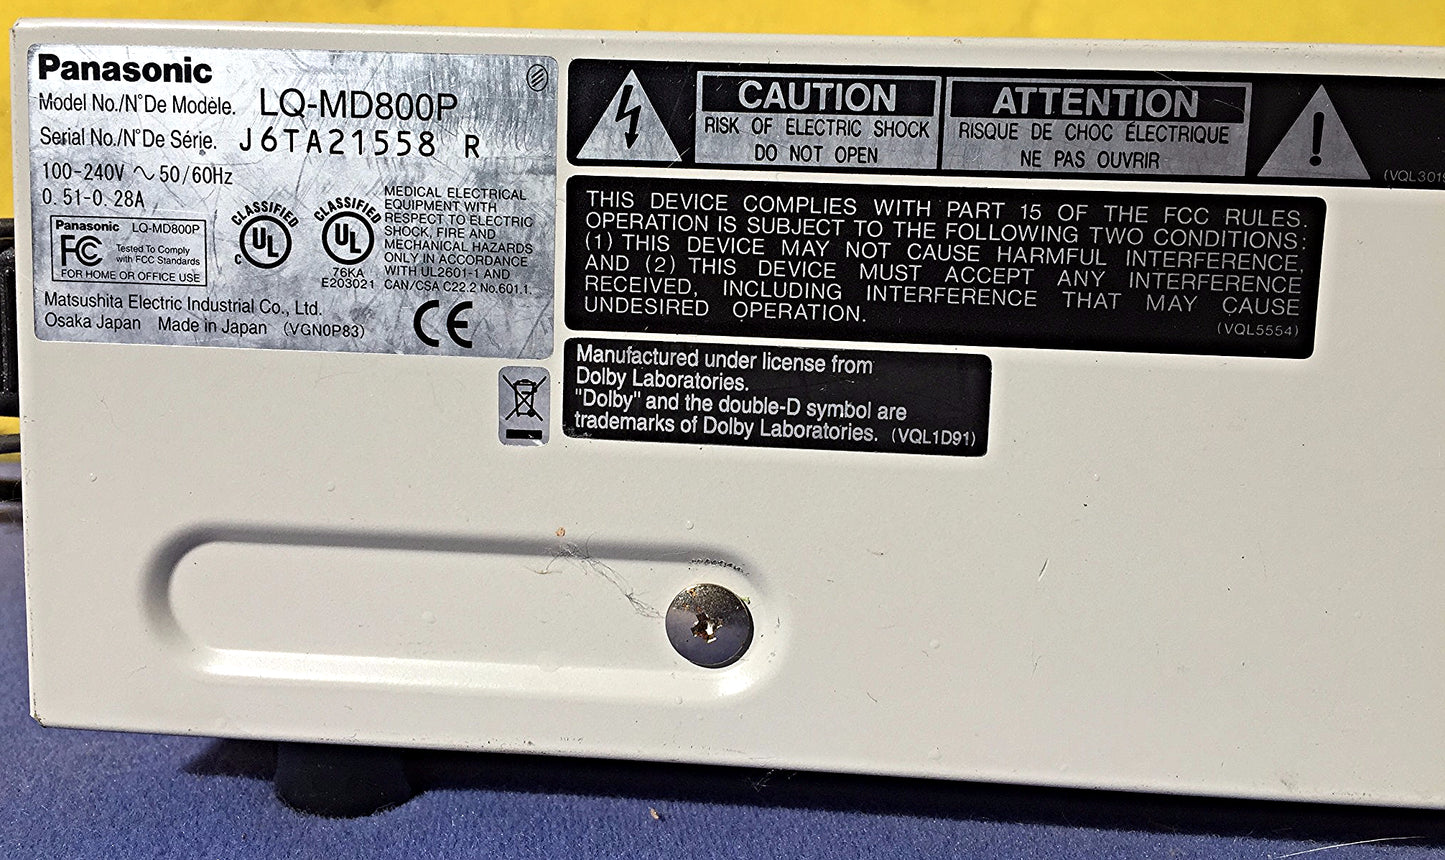 Panasonic
Model No./N°De Modèle. LQ-MD800P
Serial No./N°De Série. J6TA21558 R
100-240V ~ 50/60Hz
0.51-0.28A
Panasonic LQ-MD800P
FC
Tested To Comply
with FCC Standards
FOR HOME OR OFFICE USE
CLASSIFIED
UL
C
CLASSIFIED
UL
76KA
E203021
MEDICAL ELECTRICAL
EQUIPMENT WITH
RESPECT TO ELECTRIC
SHOCK, FIRE AND
MECHANICAL HAZARDS
ONLY IN ACCORDANCE
WITH UL2601-1 AND
CAN/CSA C22.2 No.601.1.
Matsushita Electric Industrial Co., Ltd.
Osaka Japan Made in Japan (VGN0P83)
CE
CAUTION
RISK OF ELECTRIC SHOCK
DO NOT OPEN
ATTENTION
RISQUE DE CHOC ÉLECTRIQUE
NE PAS OUVRIR
!
(VQL3019
THIS DEVICE COMPLIES WITH PART 15 OF THE FCC RULES.
OPERATION IS SUBJECT TO THE FOLLOWING TWO CONDITIONS:
(1) THIS DEVICE MAY NOT CAUSE HARMFUL INTERFERENCE,
AND (2) THIS DEVICE MUST ACCEPT ANY INTERFERENCE
RECEIVED, INCLUDING INTERFERENCE THAT MAY CAUSE
UNDESIRED OPERATION.
(VQL5554)
Manufactured under license from
Dolby Laboratories.
"Dolby" and the double-D symbol are
trademarks of Dolby Laboratories. (VQL1D91)